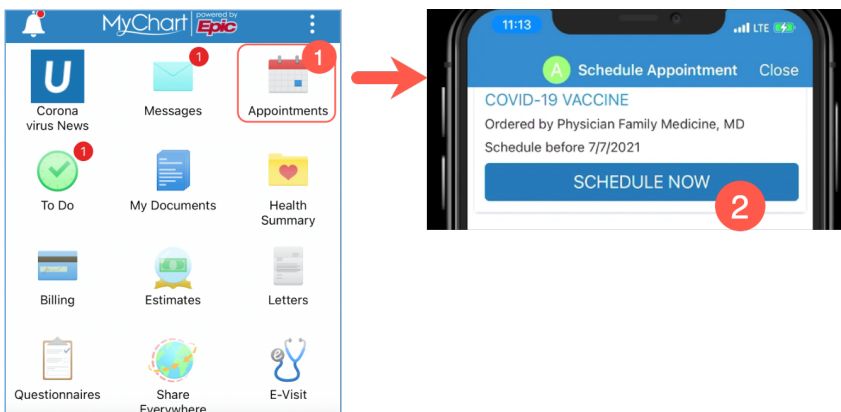 MyChart powered by Epic
U
Corona
virus News
1
Messages
1
Appointments
1
To Do
My Documents
Health
Summary
Billing
Estimates
Letters
Questionnaires
Share
Everywhere
e
E-Visit
11:13
LTE
A Schedule Appointment Close
COVID-19 VACCINE
Ordered by Physician Family Medicine, MD
Schedule before 7/7/2021
SCHEDULE NOW
2